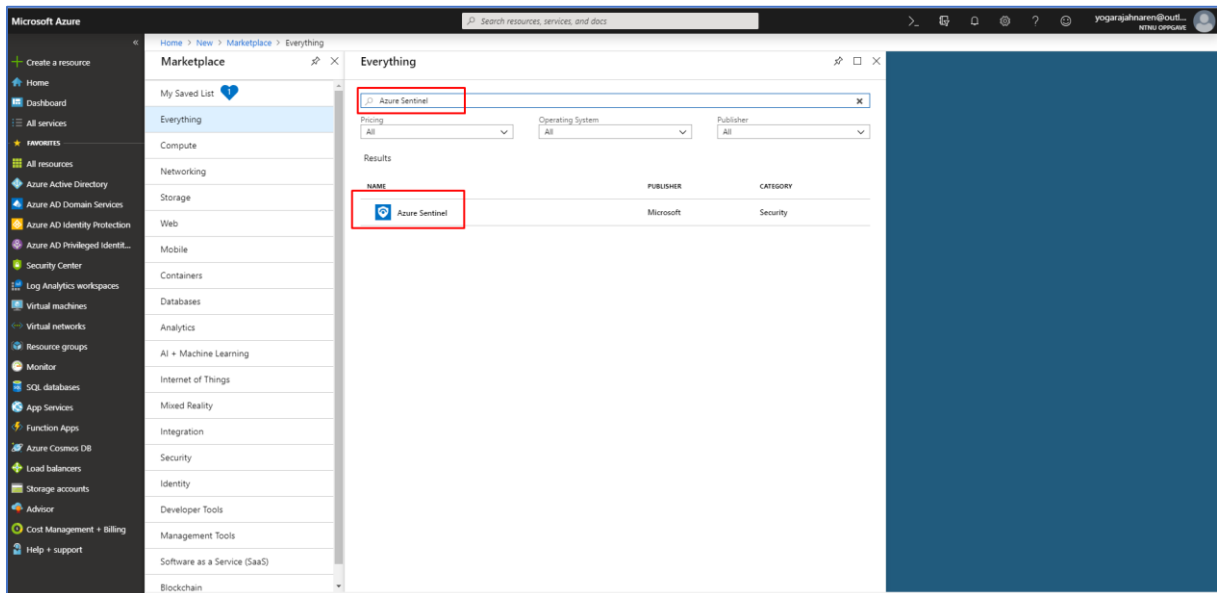 Microsoft Azure
Search resources, services, and docs
yogarajahnaren@outl...
NTNU OPPGAVE
Home > New > Marketplace > Everything
Create a resource
Home
Dashboard
All services
FAVORITES
All resources
Azure Active Directory
Azure AD Domain Services
Azure AD Identity Protection
Azure AD Privileged Identit...
Security Center
Log Analytics workspaces
Virtual machines
Virtual networks
Resource groups
Monitor
SQL databases
App Services
Function Apps
Azure Cosmos DB
Load balancers
Storage accounts
Advisor
Cost Management + Billing
Help + support
Marketplace
My Saved List 1
Everything
Compute
Networking
Storage
Web
Mobile
Containers
Databases
Analytics
AI + Machine Learning
Internet of Things
Mixed Reality
Integration
Security
Identity
Developer Tools
Management Tools
Software as a Service (SaaS)
Blockchain
Everything
Azure Sentinel
Pricing Operating System Publisher
All All All
Results
NAME PUBLISHER CATEGORY
Azure Sentinel Microsoft Security